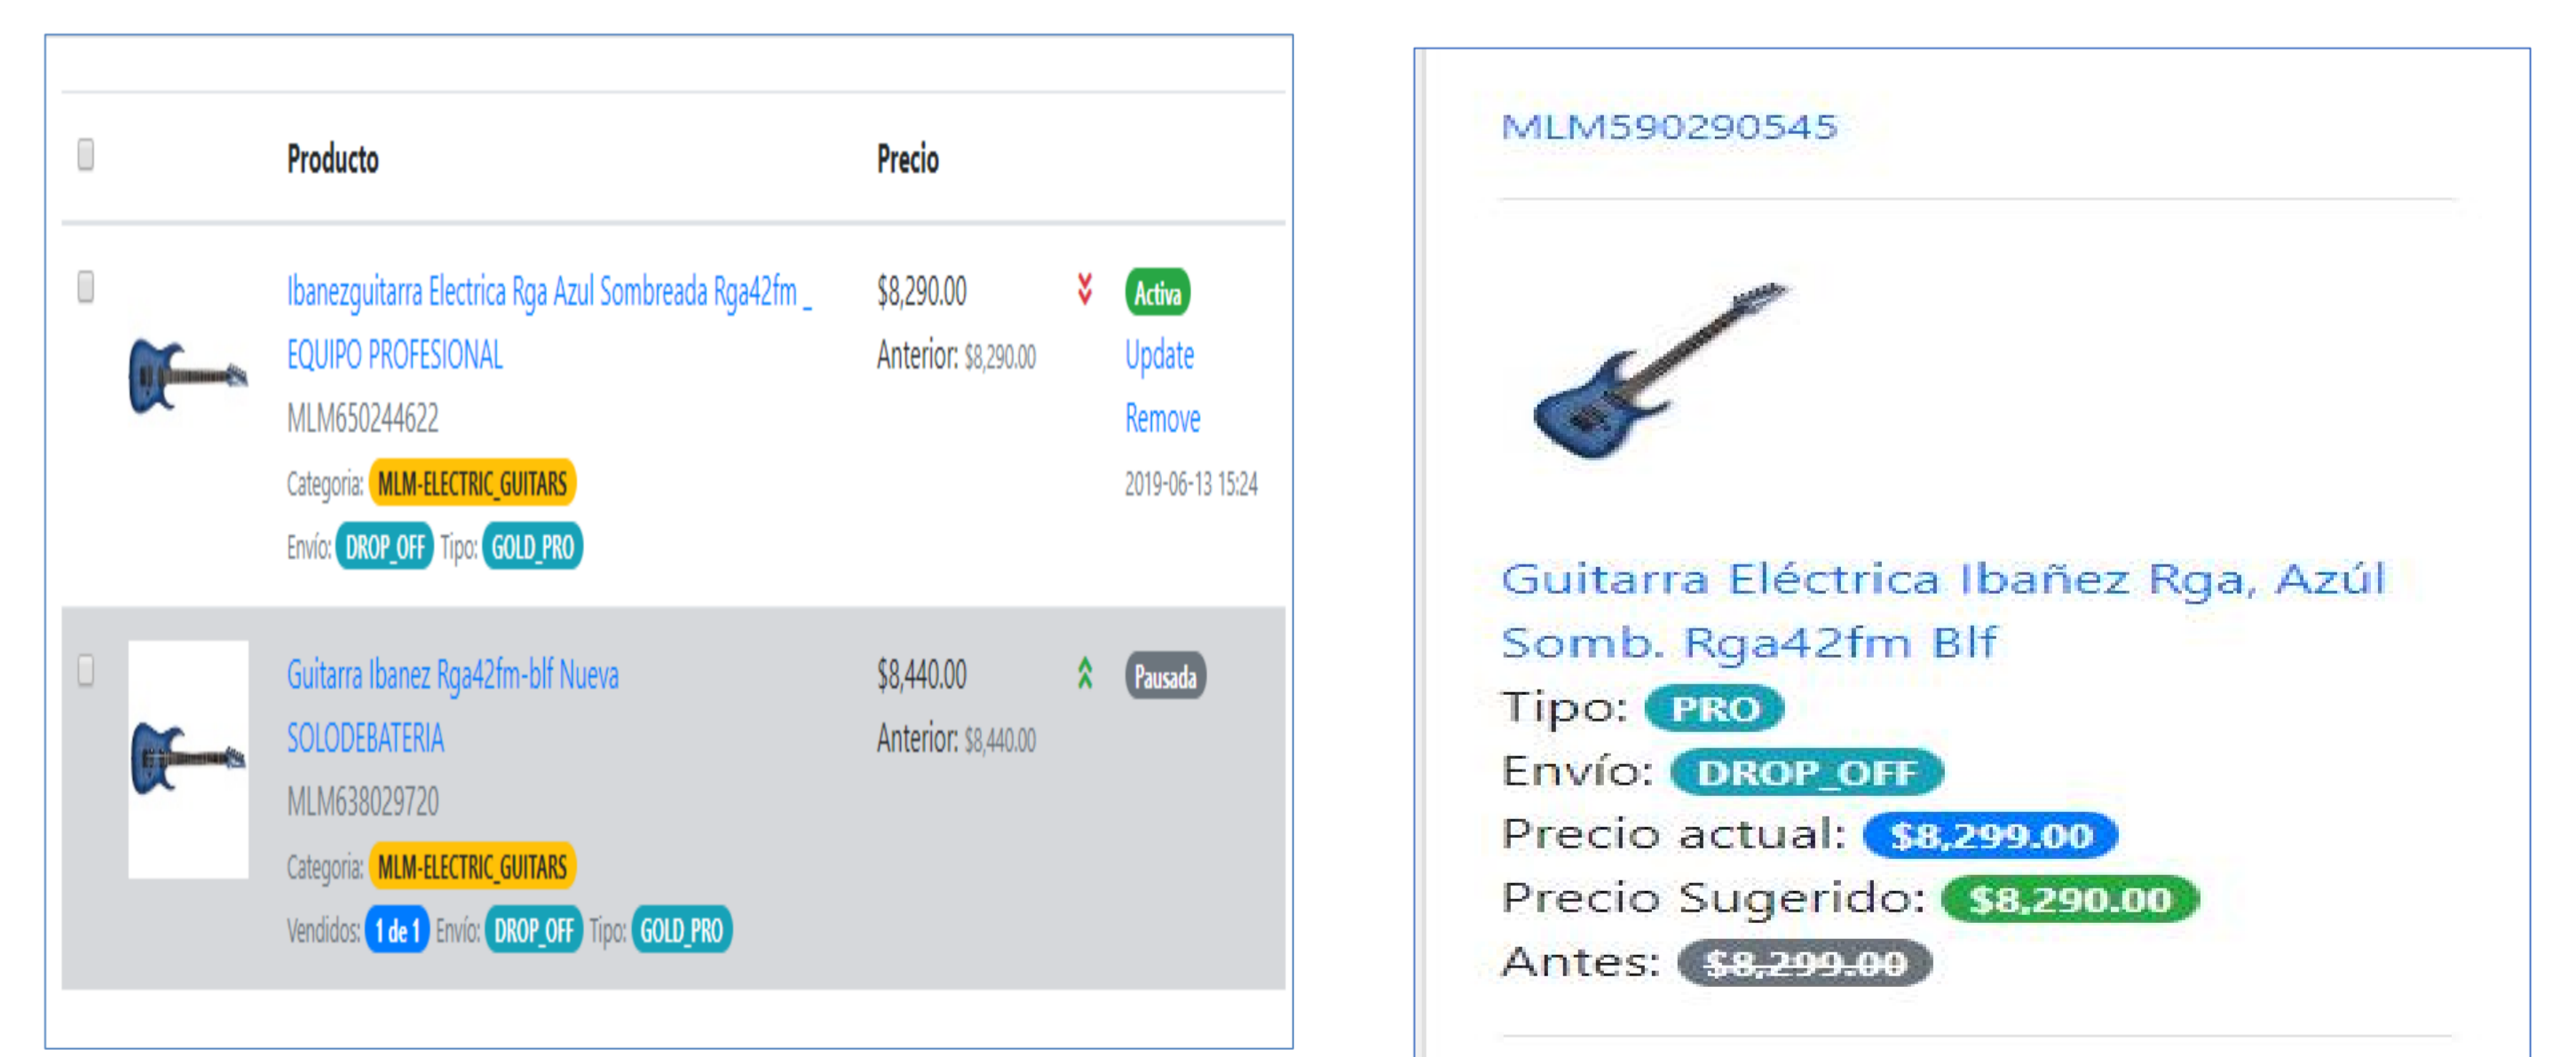 Producto Precio
Ibanezguitarra Electrica Rga Azul Sombreada Rga42fm _ $8,290.00 Activa
EQUIPO PROFESIONAL Anterior: $8,290.00 Update
MLM650244622 Remove
Categoria: MLM-ELECTRIC_GUITARS 2019-06-13 15:24
Envío: DROP_OFF Tipo: GOLD_PRO
Guitarra Ibanez Rga42fm-blf Nueva $8,440.00 Pausada
SOLODEBATERIA Anterior: $8,440.00
MLM638029720
Categoria: MLM-ELECTRIC_GUITARS
Vendidos: 1 de 1 Envío: DROP_OFF Tipo: GOLD_PRO
MLM590290545
Guitarra Eléctrica Ibañez Rga, Azúl
Somb. Rga42fm Blf
Tipo: PRO
Envío: DROP_OFF
Precio actual: $8,299.00
Precio Sugerido: $8,290.00
Antes: $8,299.00